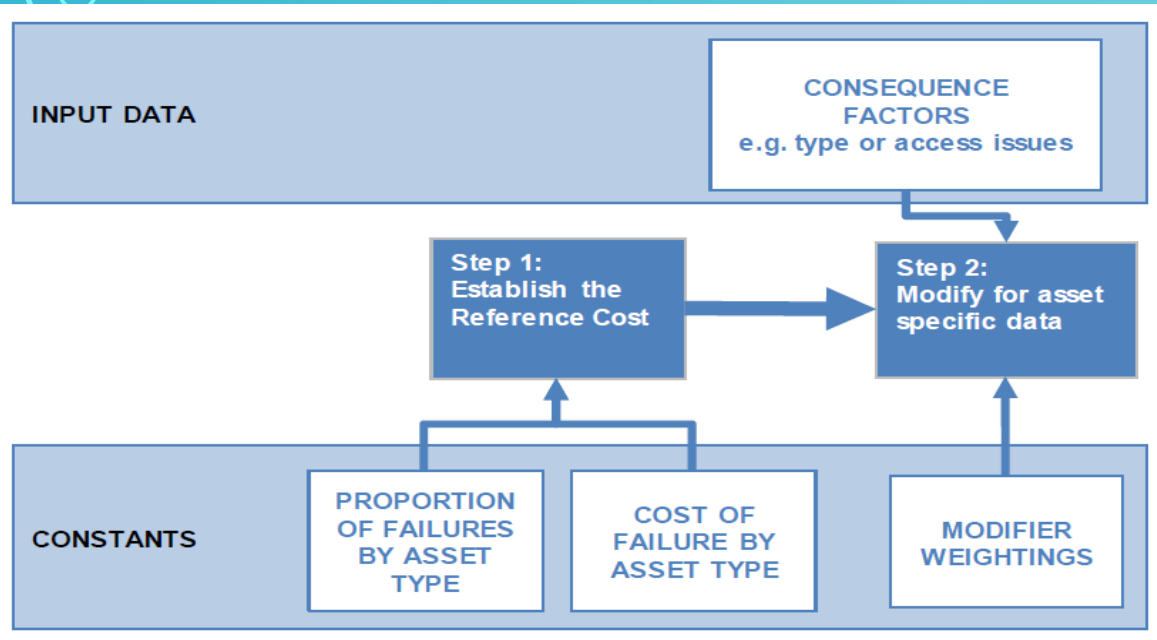 INPUT DATA
CONSEQUENCE
FACTORS
e.g. type or access issues
Step 1:
Establish the
Reference Cost
Step 2:
Modify for asset
specific data
CONSTANTS
PROPORTION
OF FAILURES
BY ASSET
TYPE
COST OF
FAILURE BY
ASSET TYPE
MODIFIER
WEIGHTINGS